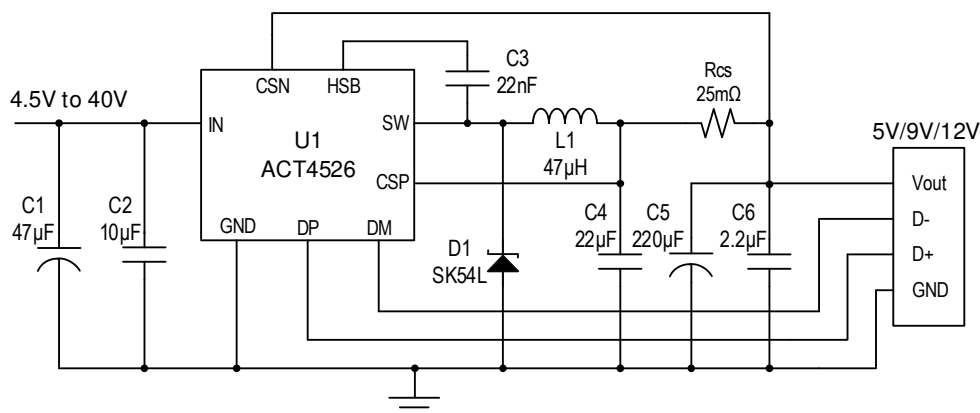 CSN
HSB
C3
22nF
Rcs
25mΩ
4.5V to 40V
IN
U1
ACT4526
SW
L1
47µH
5V/9V/12V
CSP
Vout
C1
47µF
C2
10µF
GND
DP
DM
D1
SK54L
C4
22µF
C5
220µF
C6
2.2µF
D-
D+
GND